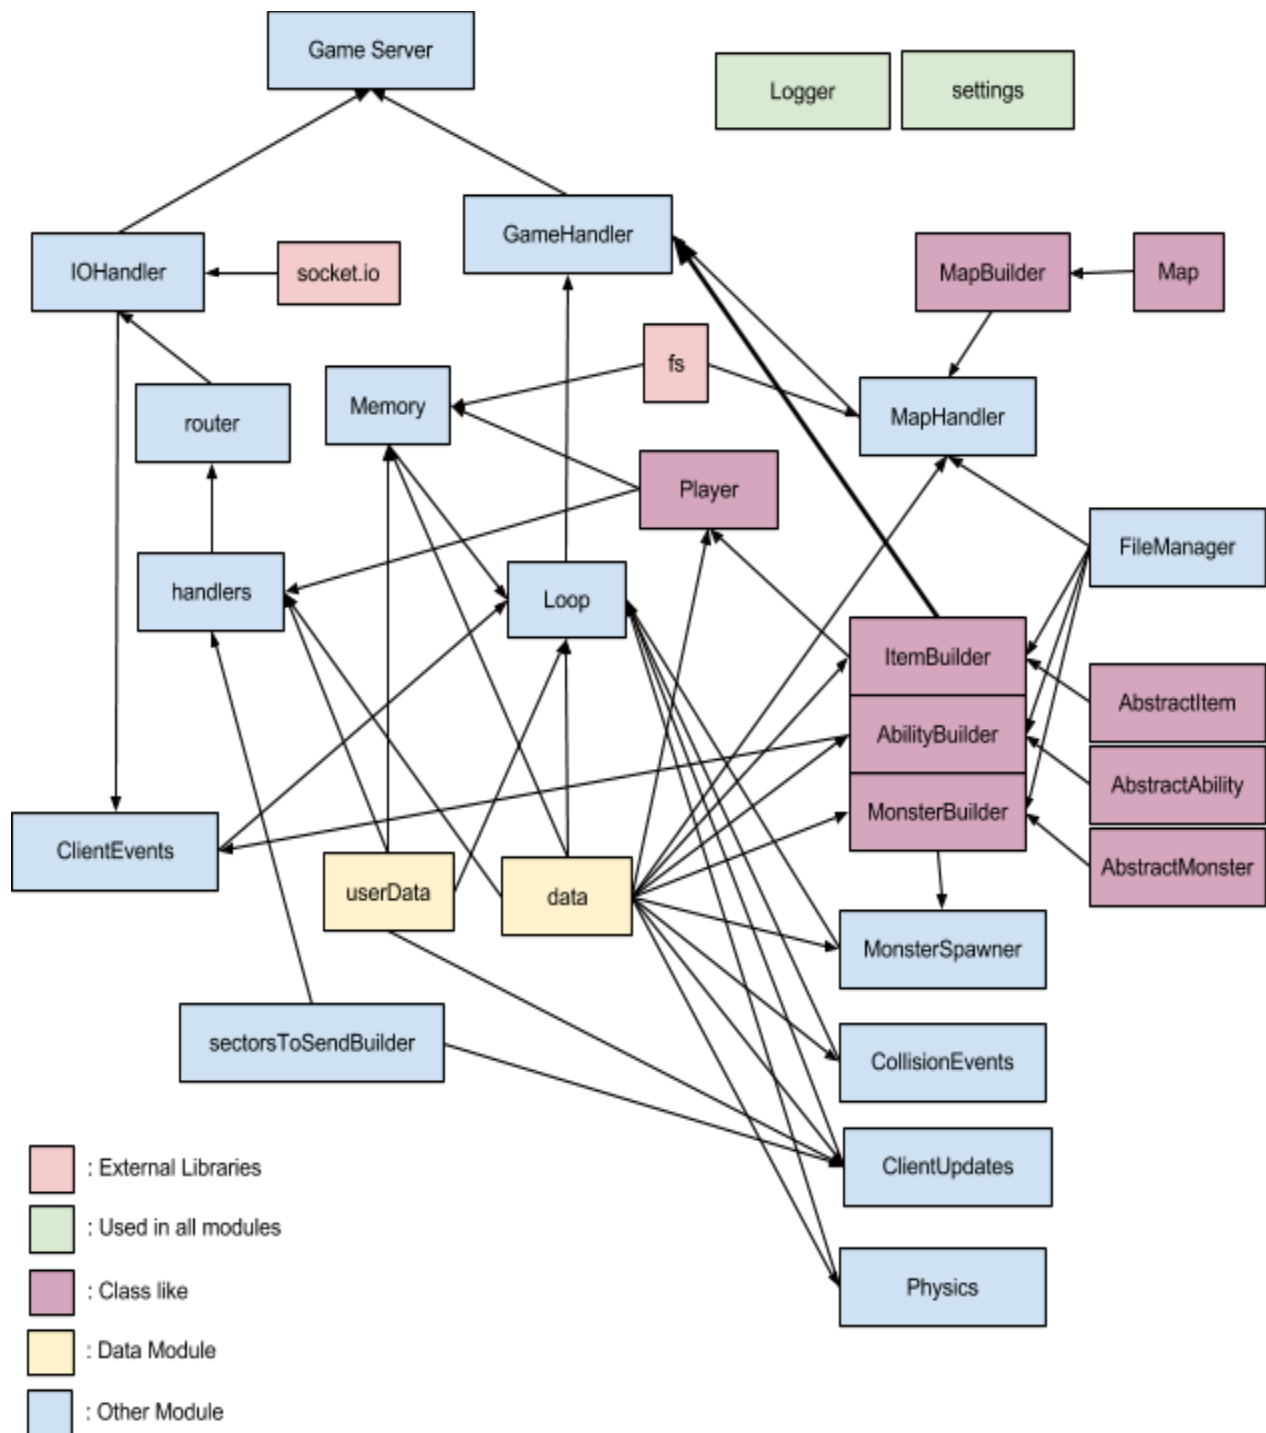 Game Server
Logger
settings
GameHandler
IOHandler
socket.io
MapBuilder
Map
fs
Memory
router
MapHandler
Player
FileManager
handlers
Loop
ItemBuilder
AbstractItem
AbilityBuilder
AbstractAbility
MonsterBuilder
ClientEvents
AbstractMonster
userData
data
MonsterSpawner
sectorsToSendBuilder
CollisionEvents
ClientUpdates
: External Libraries
: Used in all modules
Physics
: Class like
: Data Module
: Other Module